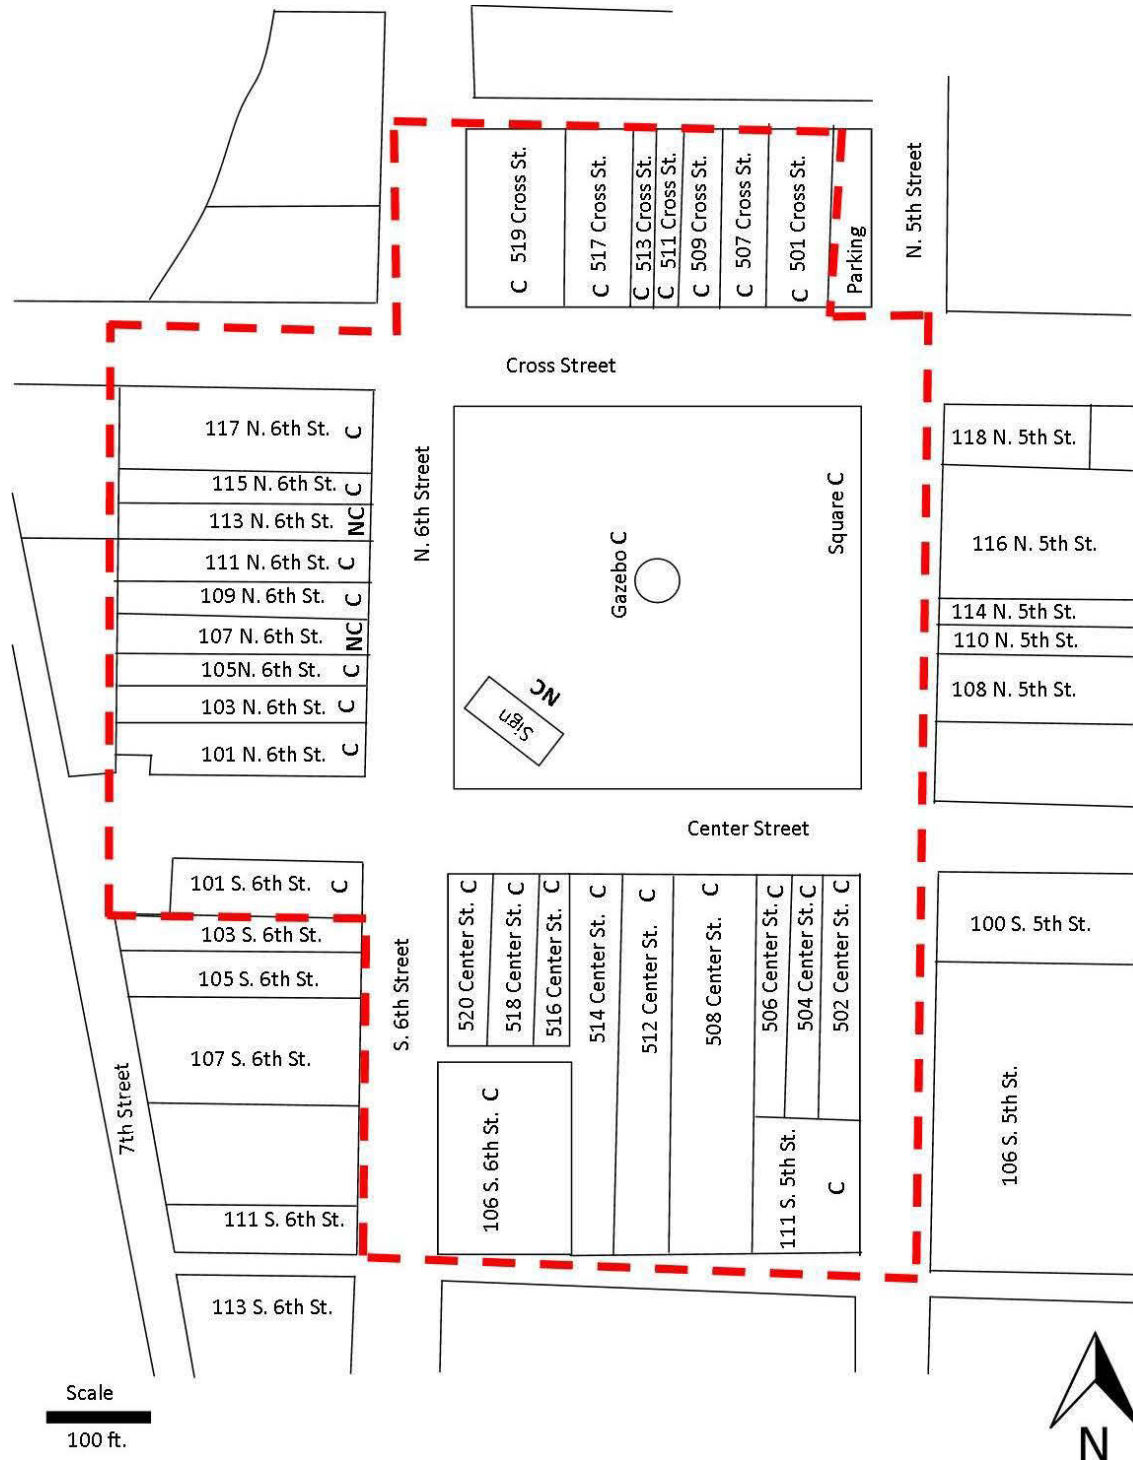 C 519 Cross St.
C 517 Cross St.
C 513 Cross St.
C 511 Cross St.
C 509 Cross St.
C 507 Cross St.
C 501 Cross St.
Parking
N. 5th Street
Cross Street
117 N. 6th St. C
115 N. 6th St. C
113 N. 6th St. NC
111 N. 6th St. C
109 N. 6th St. C
107 N. 6th St. NC
105N. 6th St. C
103 N. 6th St. C
101 N. 6th St. C
N. 6th Street
Gazebo C
Square C
NC
Sign
118 N. 5th St.
116 N. 5th St.
114 N. 5th St.
110 N. 5th St.
108 N. 5th St.
Center Street
101 S. 6th St. C
103 S. 6th St.
105 S. 6th St.
107 S. 6th St.
111 S. 6th St.
113 S. 6th St.
7th Street
S. 6th Street
520 Center St. C
518 Center St. C
516 Center St. C
514 Center St. C
512 Center St. C
508 Center St. C
506 Center St. C
504 Center St. C
502 Center St. C
106 S. 6th St. C
111 S. 5th St.
C
100 S. 5th St.
106 S. 5th St.
Scale
100 ft.
N